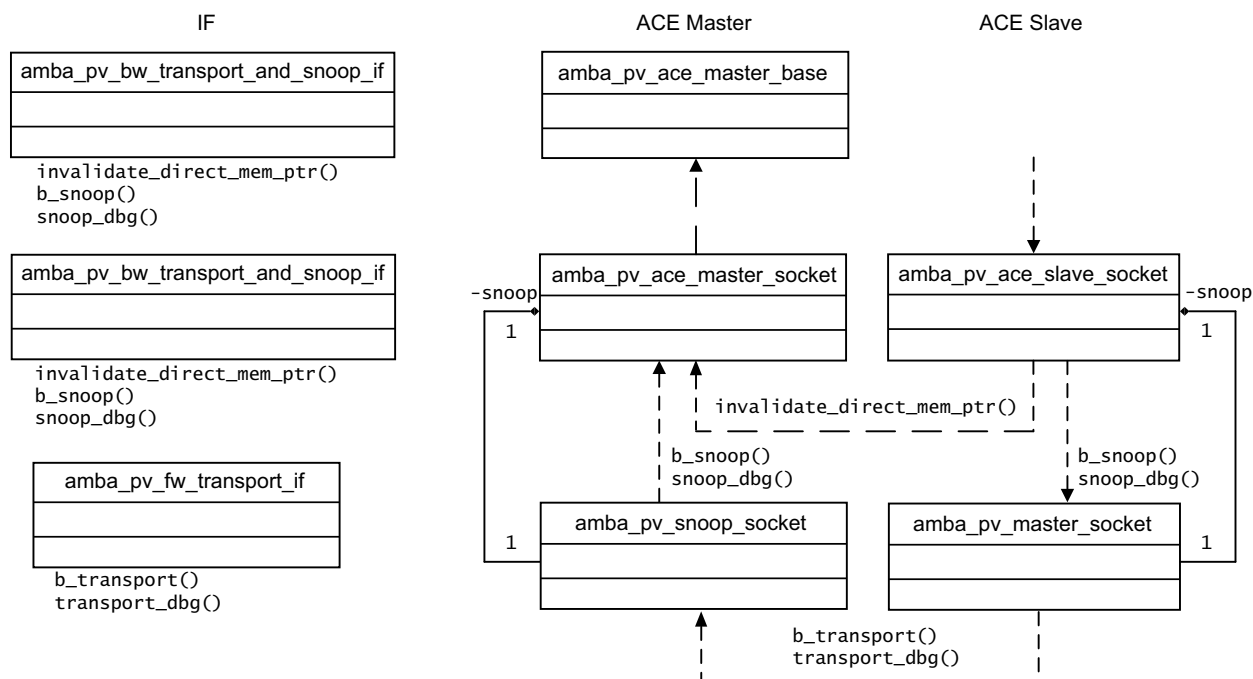 IF
ACE Master
ACE Slave
amba_pv_bw_transport_and_snoop_if
invalidate_direct_mem_ptr()
b_snoop()
snoop_dbg()
amba_pv_ace_master_base
amba_pv_bw_transport_and_snoop_if
invalidate_direct_mem_ptr()
b_snoop()
snoop_dbg()
-snoop
amba_pv_ace_master_socket
1
amba_pv_ace_slave_socket
-snoop
1
invalidate_direct_mem_ptr()
b_snoop()
snoop_dbg()
b_snoop()
snoop_dbg()
amba_pv_fw_transport_if
b_transport()
transport_dbg()
1
amba_pv_snoop_socket
amba_pv_master_socket
1
b_transport()
transport_dbg()